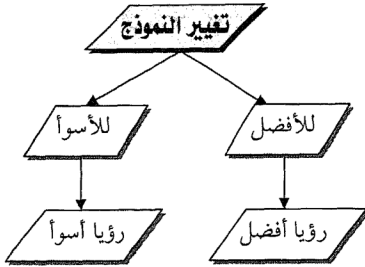 تغيير النموذج
للأفضل
للأسوأ
رؤيا أفضل
رؤيا أسوأ